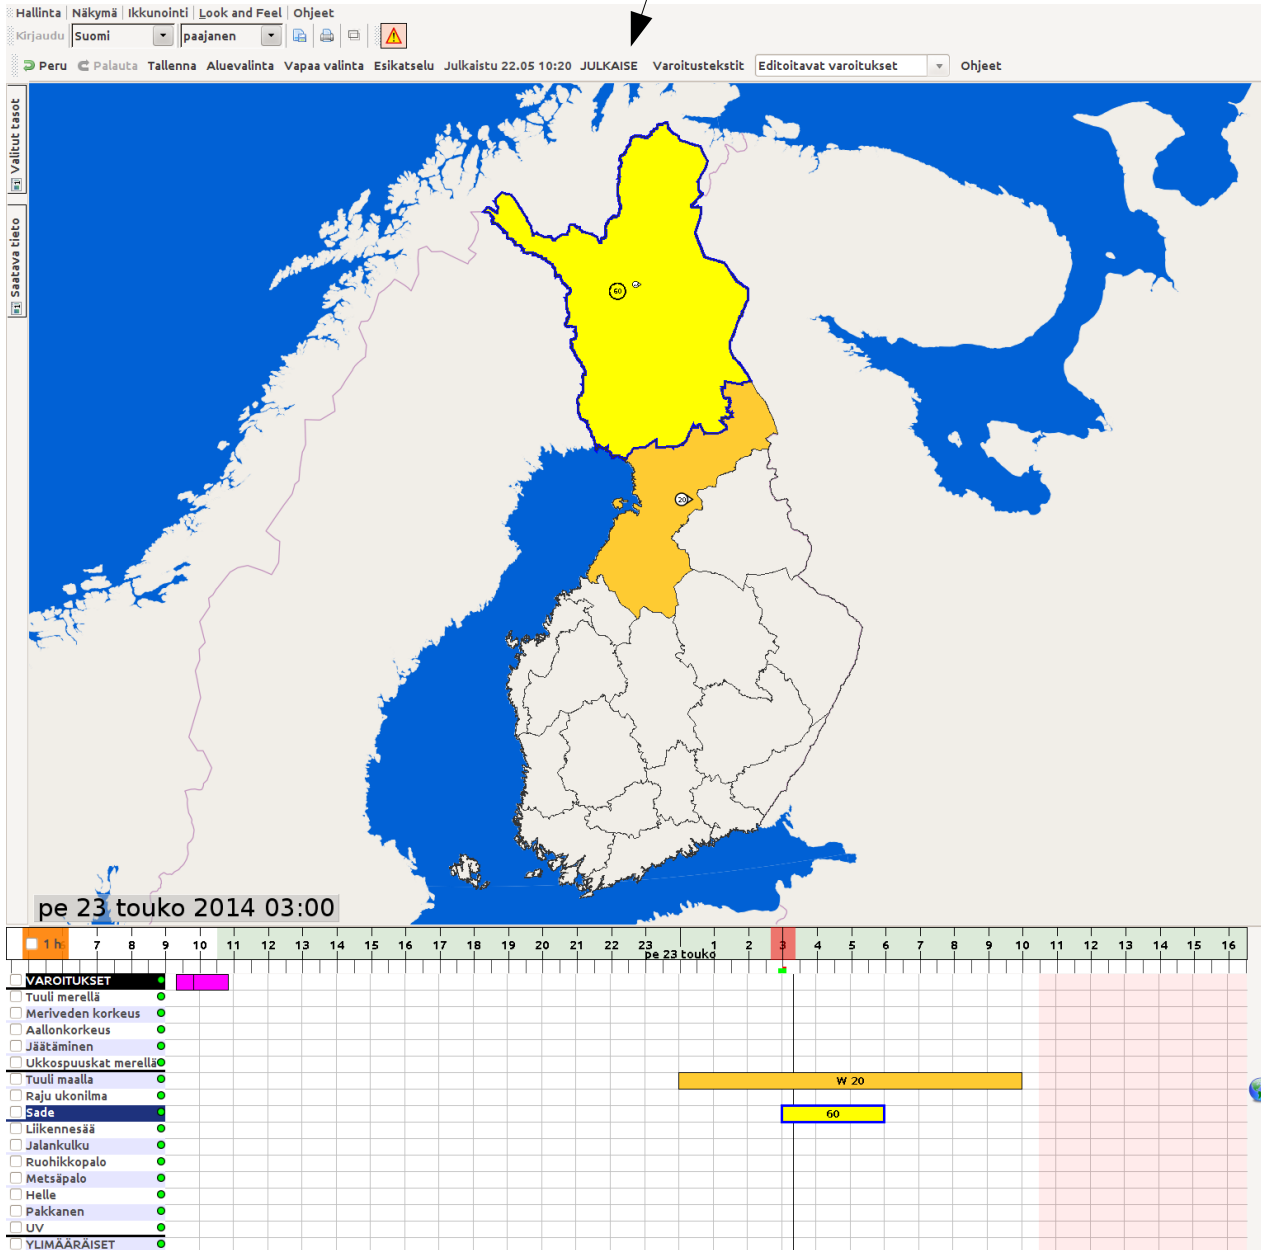 Hallinta Näkymä Ikkunointi Look and Feel Ohjeet
Kirjaudu Suomi paajanen
Peru Palauta Tallenna Aluevalinta Vapaa valinta Esikatselu Julkaistu 22.05 10:20 JULKAISE Varoitustekstit Editoitavat varoitukset Ohjeet
Valitut tasot
Saatava tieto
60
20
pe 23 touko 2014 03:00
1 h 7 8 9 10 11 12 13 14 15 16 17 18 19 20 21 22 23 1 2 3 4 5 6 7 8 9 10 11 12 13 14 15 16
pe 23 touko
VAROITUKSET
Tuuli merellä
Meriveden korkeus
Aallonkorkeus
Jäätäminen
Ukkospuuskat merellä
Tuuli maalla W 20
Raju ukonilma
Sade 60
Liikennesää
Jalankulku
Ruohikkopalo
Metsäpalo
Helle
Pakkanen
UV
YLIMÄÄRÄISET